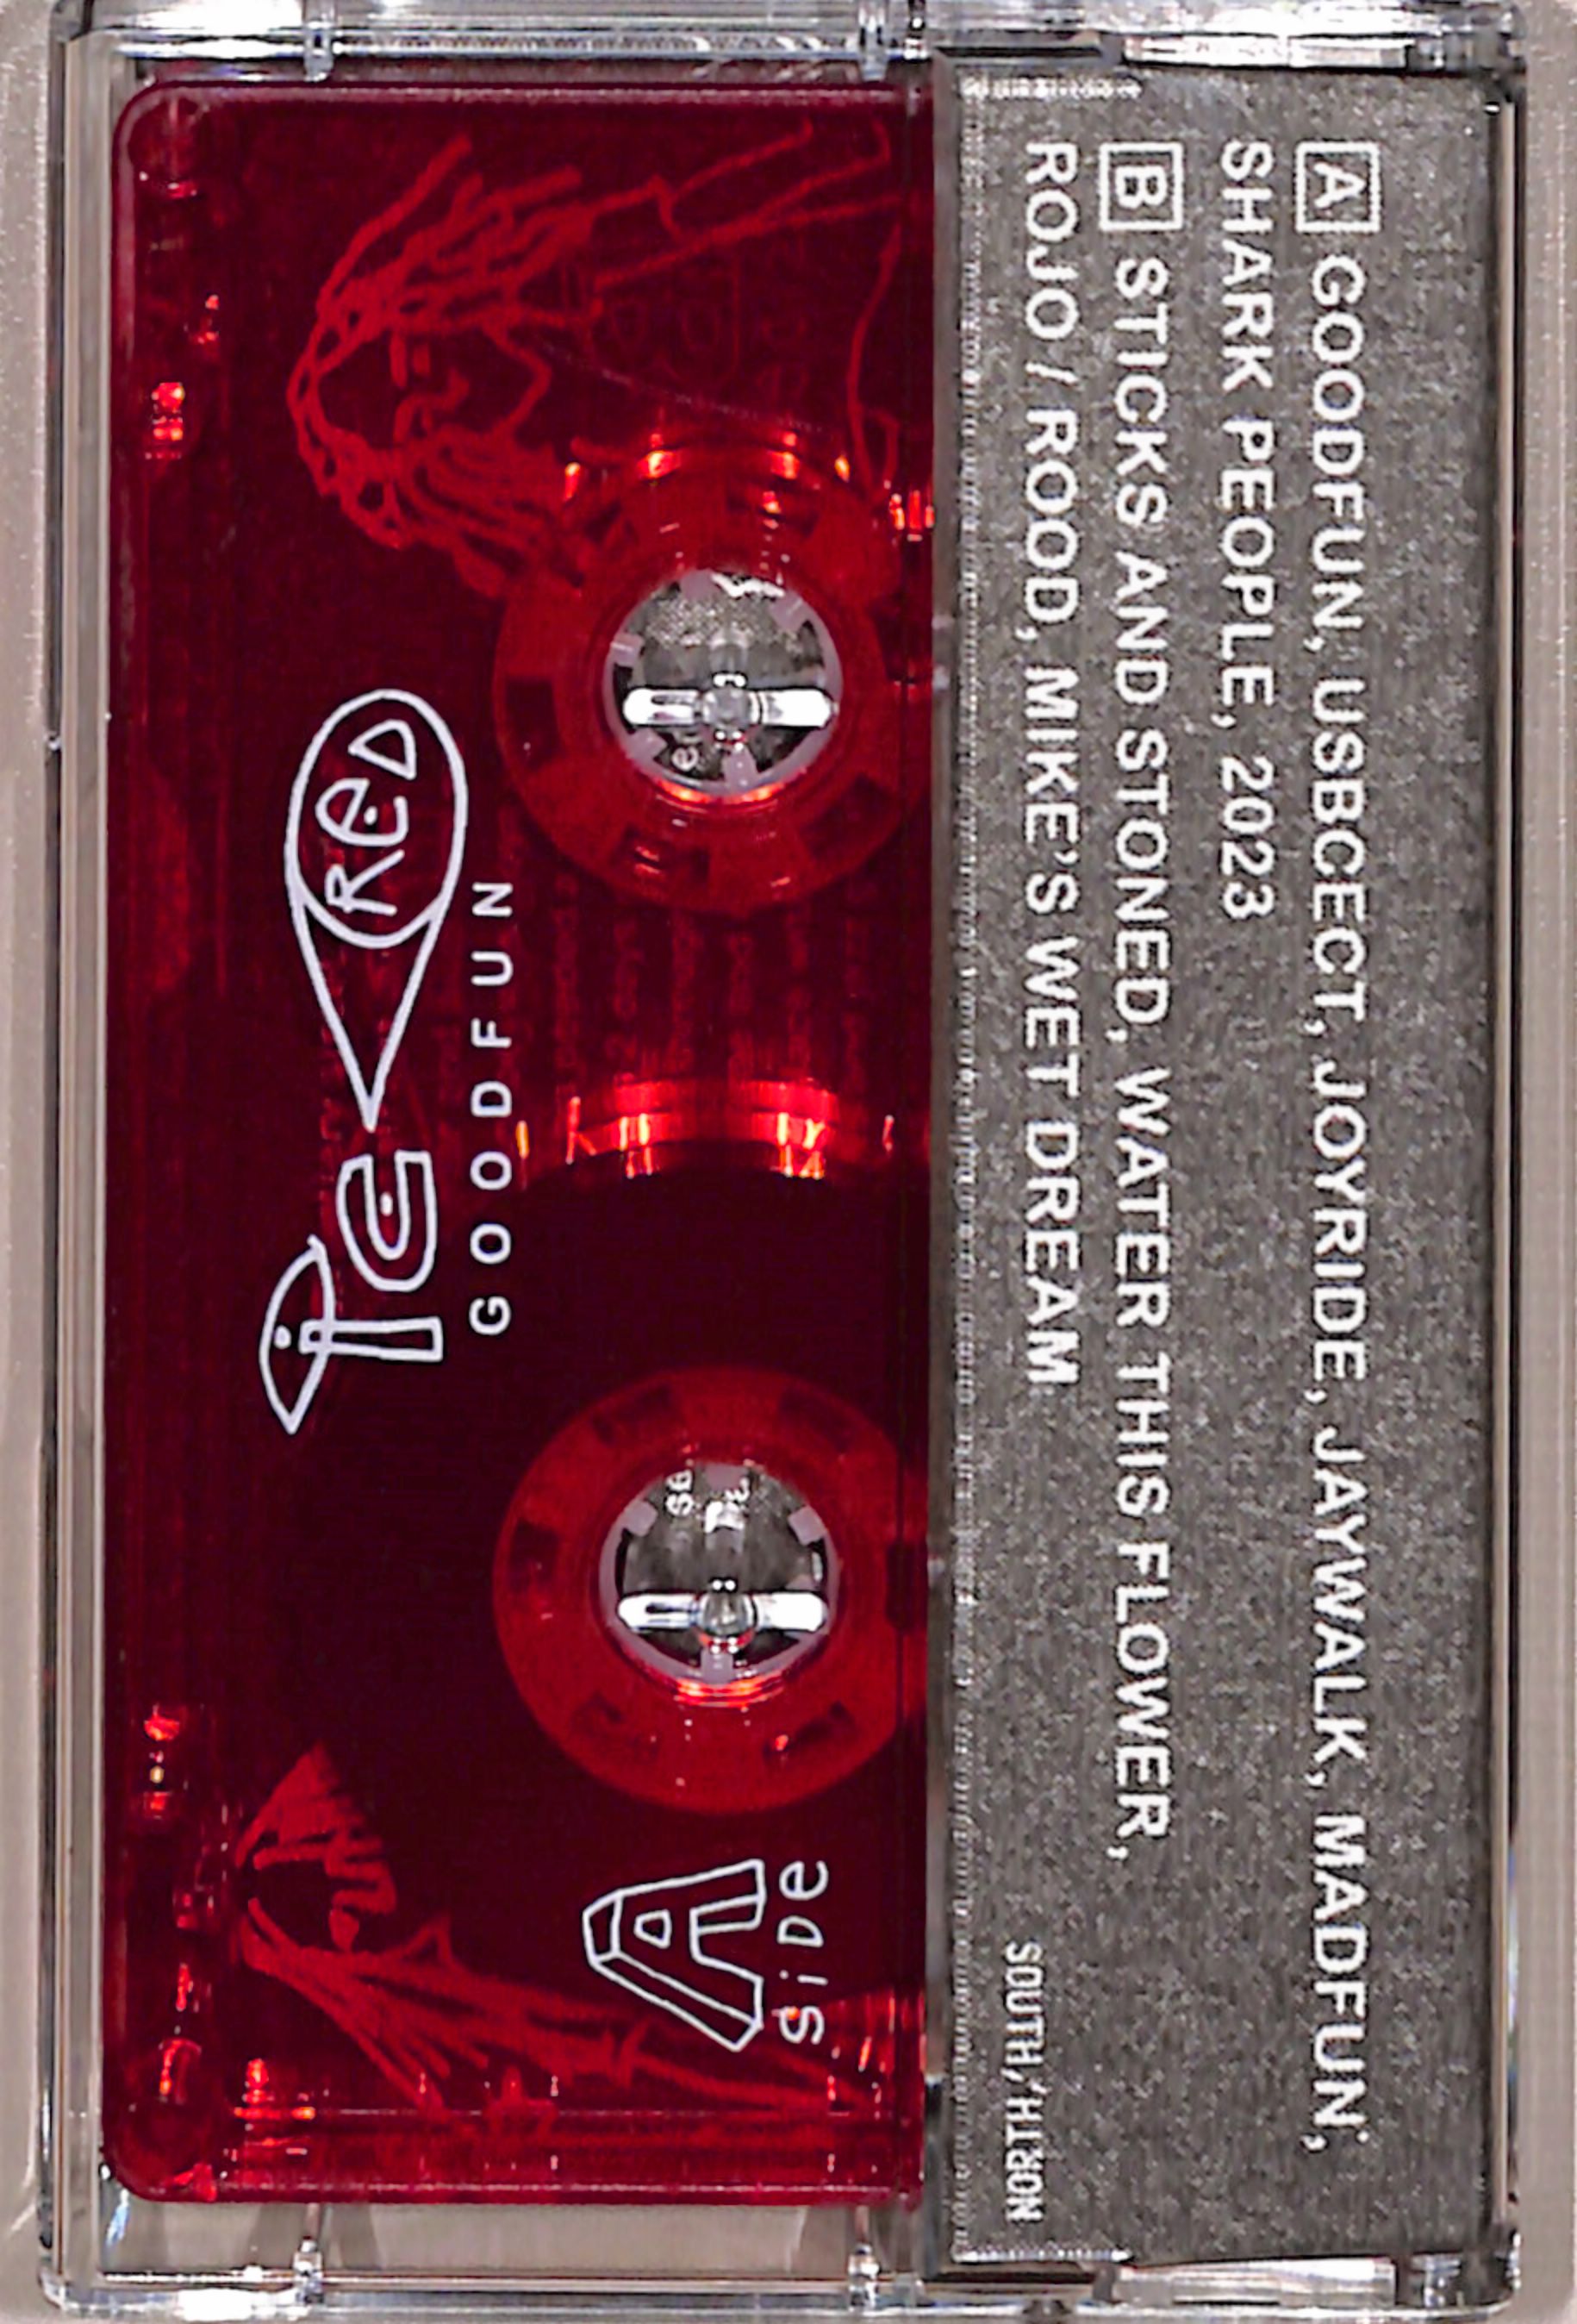 A GOODFUN, USBCECT, JOYRIDE, JAYWALK, MADFUN,
SHARK PEOPLE, 2023
B STICKS AND STONED, WATER THIS FLOWER,
ROJO / ROOD, MIKE'S WET DREAM
SOUTH/NORTH
RED
GOODFUN
A
SiDe